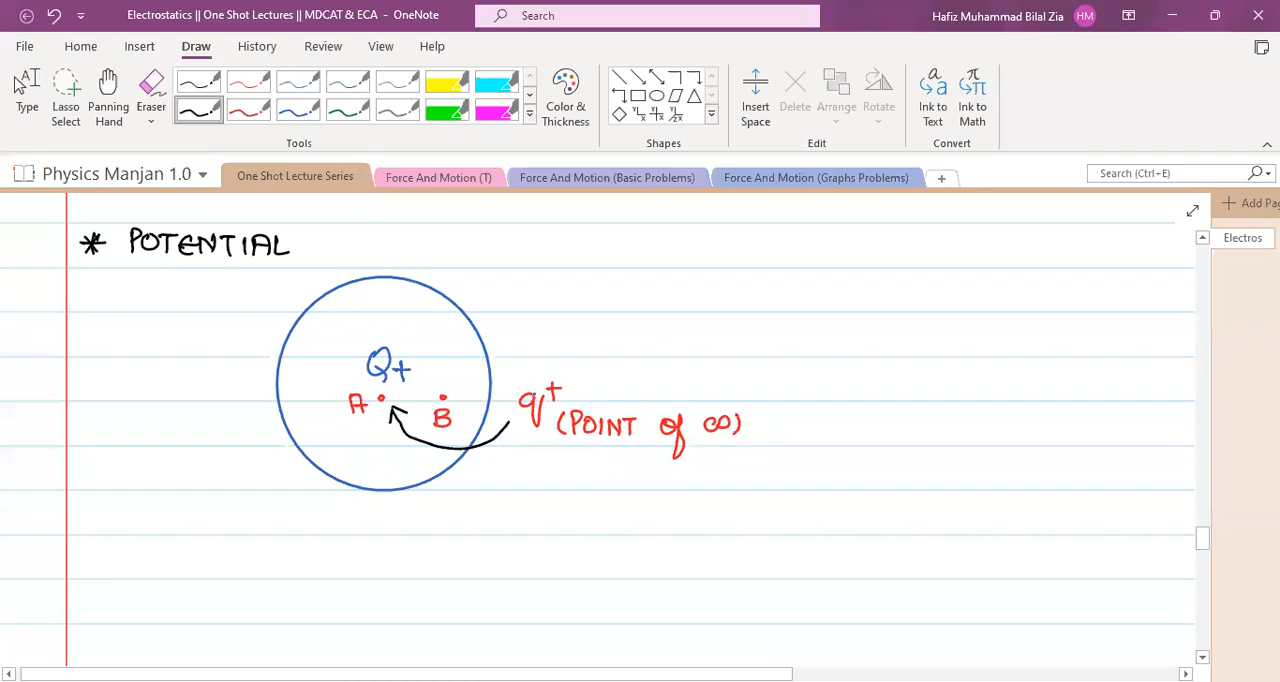 Electrostatics || One Shot Lectures || MDCAT & ECA - OneNote
Search
Hafiz Muhammad Bilal Zia
HM
File Home Insert Draw History Review View Help
Type
Lasso Select
Panning Hand
Eraser
Color & Thickness
Insert Space
Delete
Arrange
Rotate
Ink to Text
Ink to Math
Tools
Shapes
Edit
Convert
Physics Manjan 1.0
One Shot Lecture Series
Force And Motion (T)
Force And Motion (Basic Problems)
Force And Motion (Graphs Problems)
Search (Ctrl+E)
Add Pag
Electros
* POTENTIAL
Q+
A
B
q+
(POINT of ∞)